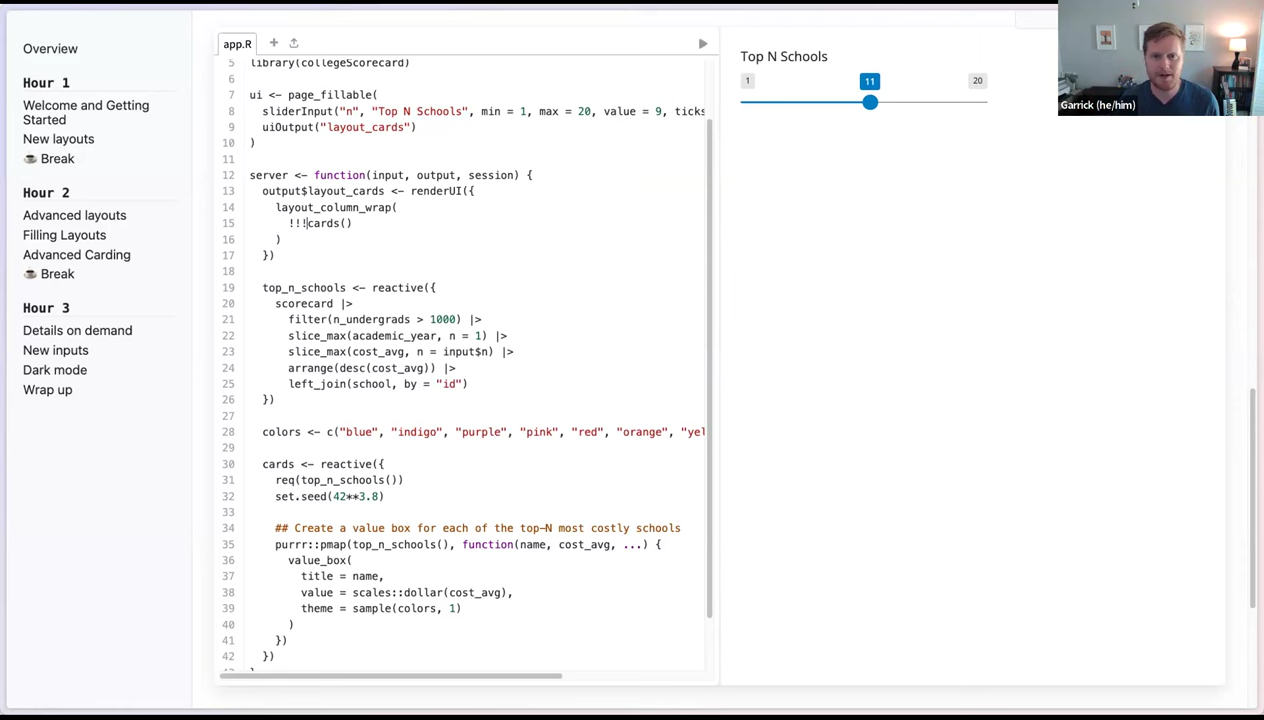 Overview
Hour 1
Welcome and Getting
Started
New layouts
☕ Break
Hour 2
Advanced layouts
Filling Layouts
Advanced Carding
☕ Break
Hour 3
Details on demand
New inputs
Dark mode
Wrap up
app.R
5 library(collegeScorecard)
6
7 ui <- page_fillable(
8 sliderInput("n", "Top N Schools", min = 1, max = 20, value = 9, ticks
9 uiOutput("layout_cards")
10 )
11
12 server <- function(input, output, session) {
13 output$layout_cards <- renderUI({
14 layout_column_wrap(
15 !!!cards()
16 )
17 })
18
19 top_n_schools <- reactive({
20 scorecard |>
21 filter(n_undergrads > 1000) |>
22 slice_max(academic_year, n = 1) |>
23 slice_max(cost_avg, n = input$n) |>
24 arrange(desc(cost_avg)) |>
25 left_join(school, by = "id")
26 })
27
28 colors <- c("blue", "indigo", "purple", "pink", "red", "orange", "yel
29
30 cards <- reactive({
31 req(top_n_schools())
32 set.seed(42**3.8)
33
34 ## Create a value box for each of the top-N most costly schools
35 purrr::pmap(top_n_schools(), function(name, cost_avg, ...) {
36 value_box(
37 title = name,
38 value = scales::dollar(cost_avg),
39 theme = sample(colors, 1)
40 )
41 })
42 })
Top N Schools
1 11 20
Garrick (he/him)